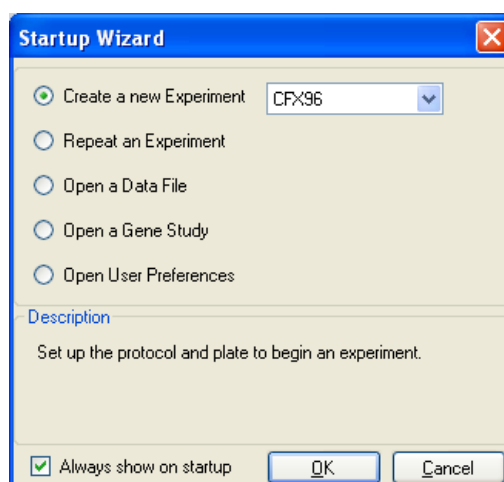 Startup Wizard
Create a new Experiment CFX96
Repeat an Experiment
Open a Data File
Open a Gene Study
Open User Preferences
Description
Set up the protocol and plate to begin an experiment.
Always show on startup OK Cancel